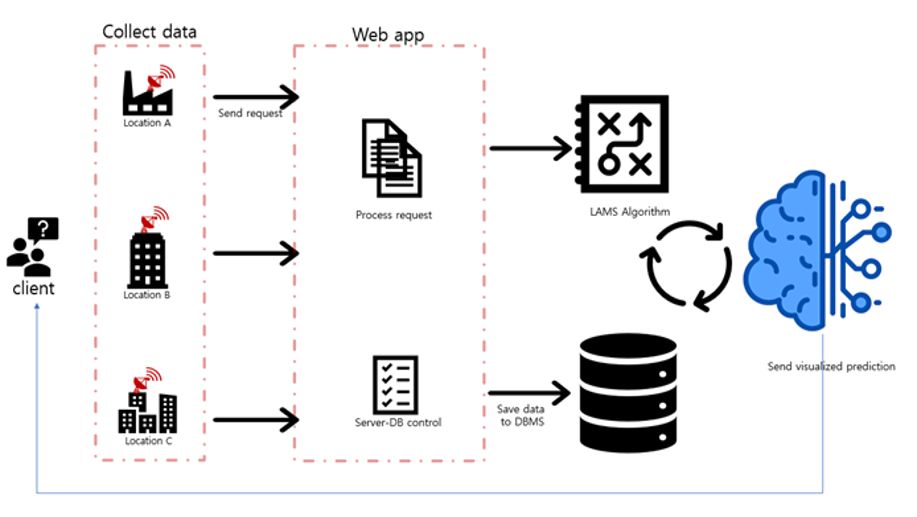 Collect data
Web app
Location A
Send request
Process request
LAMS Algorithm
?
client
Location B
Send visualized prediction
Location C
Server-DB control
Save data
to DBMS